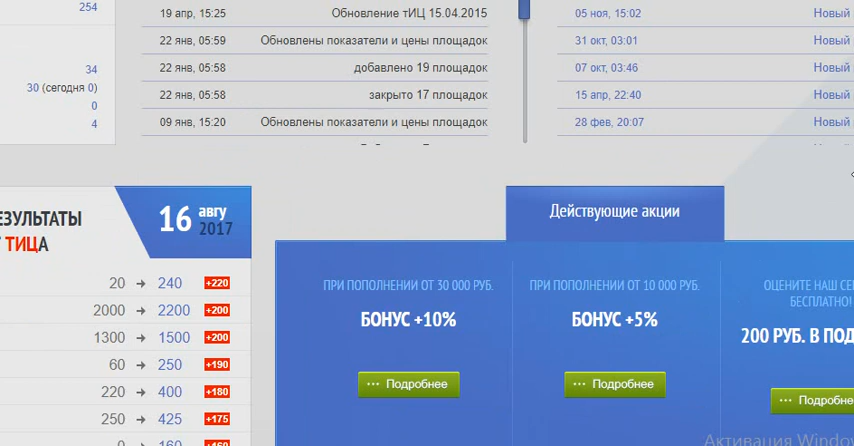 254
34
30 (сегодня 0)
0
4
19 апр, 15:25 Обновление тИЦ 15.04.2015
22 янв, 05:59 Обновлены показатели и цены площадок
22 янв, 05:58 добавлено 19 площадок
22 янв, 05:58 закрыто 17 площадок
09 янв, 15:20 Обновлены показатели и цены площадок
05 ноя, 15:02 Новый
31 окт, 03:01 Новый
07 окт, 03:46 Новый
15 апр, 22:40 Новый
28 фев, 20:07 Новый
ЕЗУЛЬТАТЫ
ТИЦА
16 авгу
2017
20 → 240 +220
2000 → 2200 +200
1300 → 1500 +200
60 → 250 +190
220 → 400 +180
250 → 425 +175
0 → 160 +160
Действующие акции
ПРИ ПОПОЛНЕНИИ ОТ 30 000 РУБ.
БОНУС +10%
··· Подробнее
ПРИ ПОПОЛНЕНИИ ОТ 10 000 РУБ.
БОНУС +5%
··· Подробнее
ОЦЕНИТЕ НАШ СЕ
БЕСПЛАТНО!
200 РУБ. В ПОД
··· Подробне
Активация Window